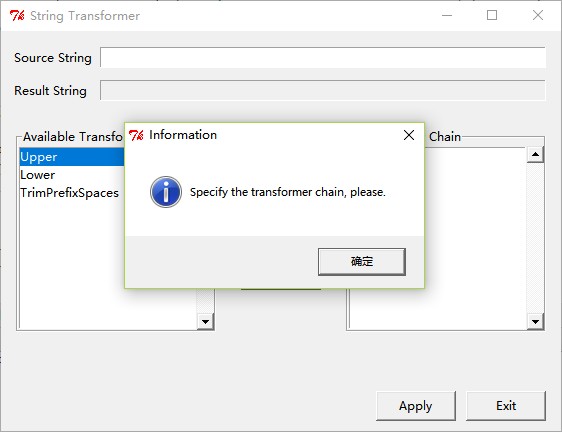 String Transformer
Source String
Result String
Available Transfo
Chain
Upper
Lower
TrimPrefixSpaces
Information
Specify the transformer chain, please.
确定
Apply
Exit